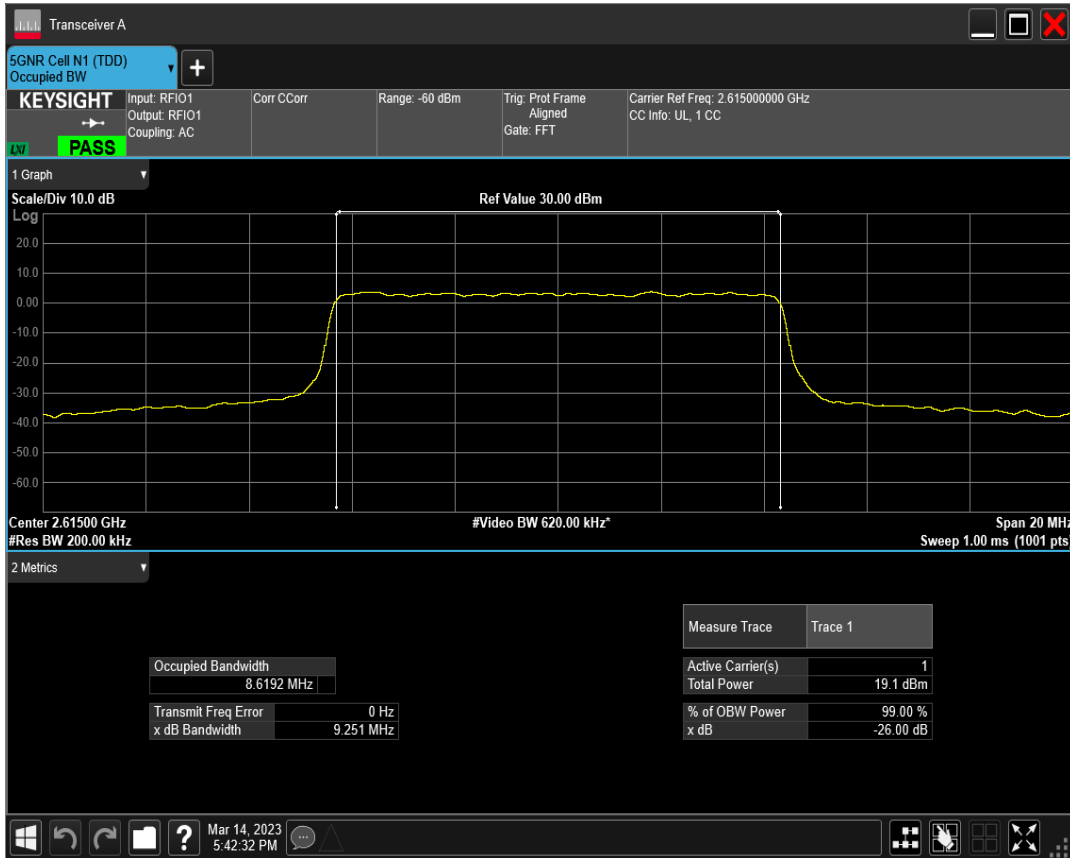 Transceiver A
5GNR Cell N1 (TDD)
Occupied BW
+
KEYSIGHT
LXI
PASS
Input: RFIO1
Output: RFIO1
Coupling: AC
Corr CCorr
Range: -60 dBm
Trig: Prot Frame
Aligned
Gate: FFT
Carrier Ref Freq: 2.615000000 GHz
CC Info: UL, 1 CC
1 Graph
Scale/Div 10.0 dB
Ref Value 30.00 dBm
Log
20.0
10.0
0.00
-10.0
-20.0
-30.0
-40.0
-50.0
-60.0
Center 2.61500 GHz
#Video BW 620.00 kHz*
Span 20 MHz
#Res BW 200.00 kHz
Sweep 1.00 ms (1001 pts)
2 Metrics
Measure Trace Trace 1
Occupied Bandwidth
8.6192 MHz
Active Carrier(s) 1
Total Power 19.1 dBm
Transmit Freq Error 0 Hz
x dB Bandwidth 9.251 MHz
% of OBW Power 99.00 %
x dB -26.00 dB
?
Mar 14, 2023
5:42:32 PM